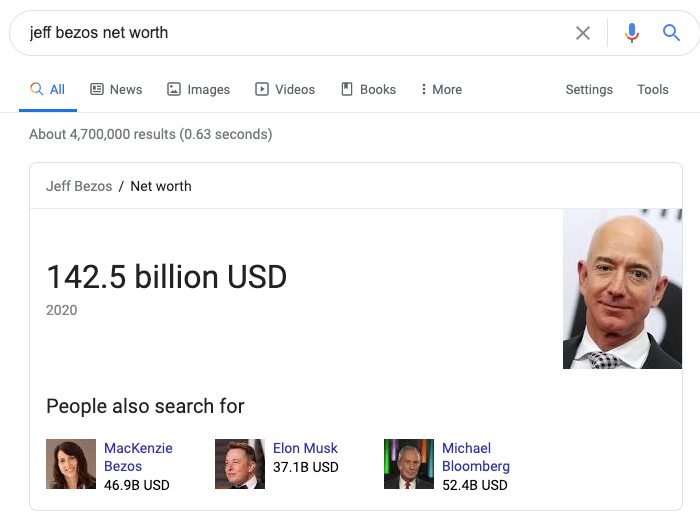 jeff bezos net worth
All News Images Videos Books More Settings Tools
About 4,700,000 results (0.63 seconds)
Jeff Bezos / Net worth
142.5 billion USD
2020
People also search for
MacKenzie
Bezos
46.9B USD
Elon Musk
37.1B USD
Michael
Bloomberg
52.4B USD